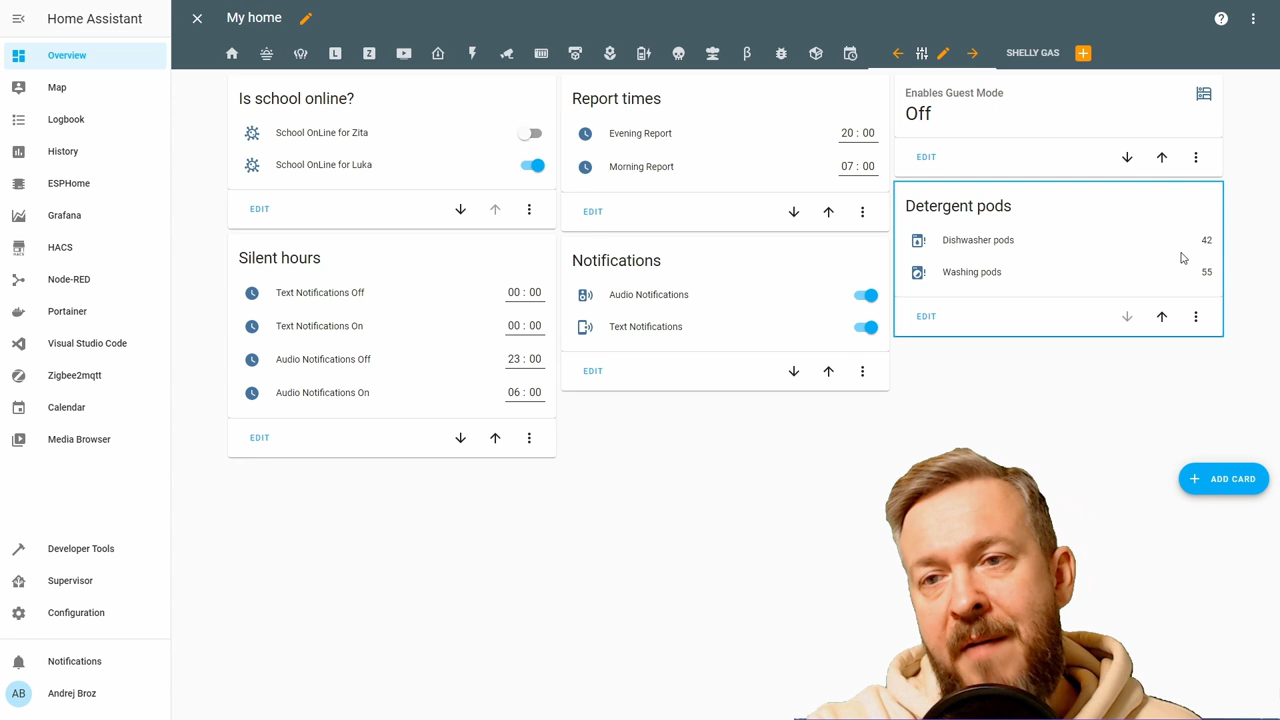 Home Assistant
My home
Overview
Map
Logbook
History
ESPHome
Grafana
HACS
Node-RED
Portainer
Visual Studio Code
Zigbee2mqtt
Calendar
Media Browser
Developer Tools
Supervisor
Configuration
Notifications
AB Andrej Broz
L
Z
β
SHELLY GAS
Is school online?
School OnLine for Zita
School OnLine for Luka
EDIT
Silent hours
Text Notifications Off 00 : 00
Text Notifications On 00 : 00
Audio Notifications Off 23 : 00
Audio Notifications On 06 : 00
EDIT
Report times
Evening Report 20 : 00
Morning Report 07 : 00
EDIT
Notifications
Audio Notifications
Text Notifications
EDIT
Enables Guest Mode
Off
EDIT
Detergent pods
Dishwasher pods 42
Washing pods 55
EDIT
ADD CARD